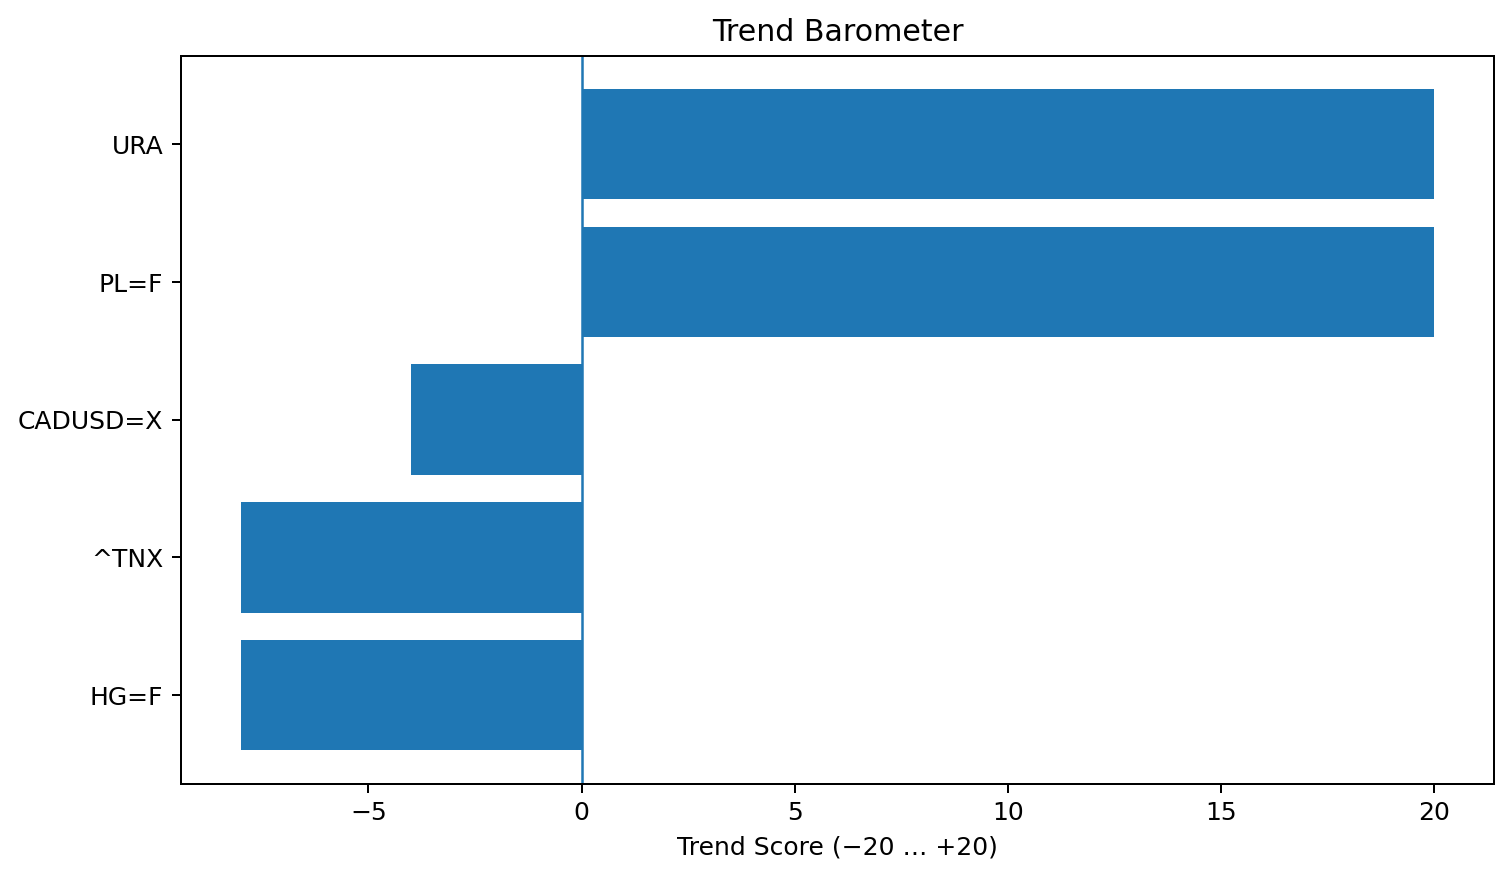 Trend Barometer
URA
PL=F
CADUSD=X
^TNX
HG=F
−5 0 5 10 15 20
Trend Score (−20 … +20)